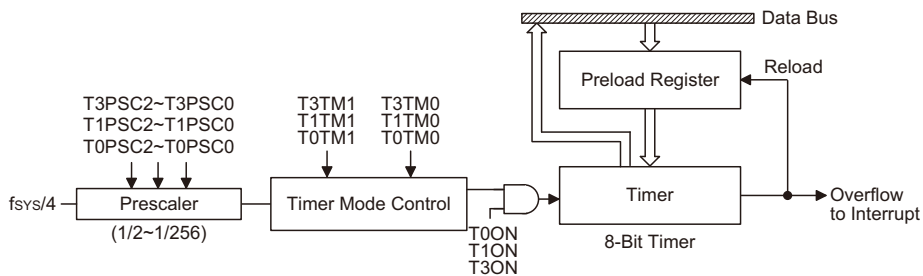 Data Bus
Preload Register
Reload
T3PSC2~T3PSC0
T1PSC2~T1PSC0
T0PSC2~T0PSC0
T3TM1
T1TM1
T0TM1
T3TM0
T1TM0
T0TM0
fSYS/4
Prescaler
(1/2~1/256)
Timer Mode Control
T0ON
T1ON
T3ON
Timer
8-Bit Timer
Overflow
to Interrupt